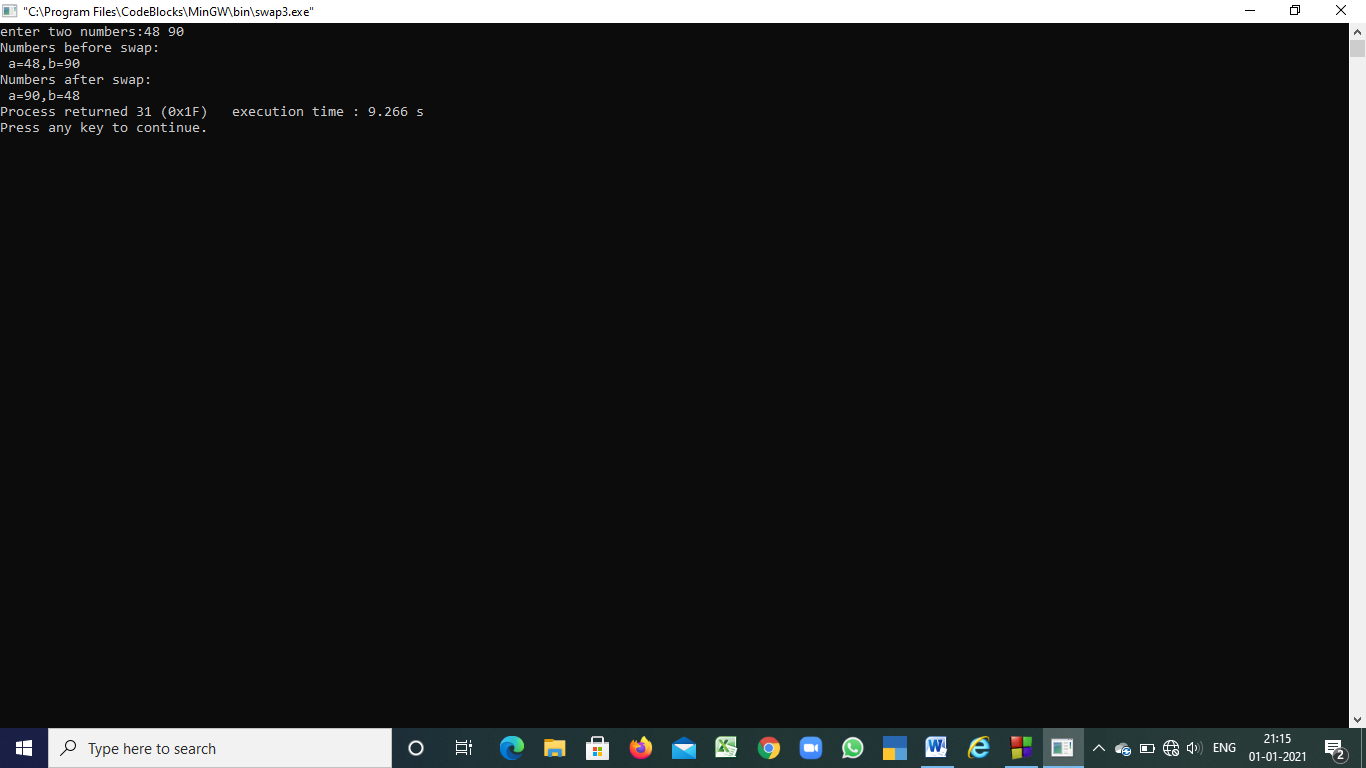 "C:\Program Files\CodeBlocks\MinGW\bin\swap3.exe"
enter two numbers:48 90
Numbers before swap:
 a=48,b=90
Numbers after swap:
 a=90,b=48
Process returned 31 (0x1F)   execution time : 9.266 s
Press any key to continue.
Type here to search
ENG
21:15
01-01-2021
2